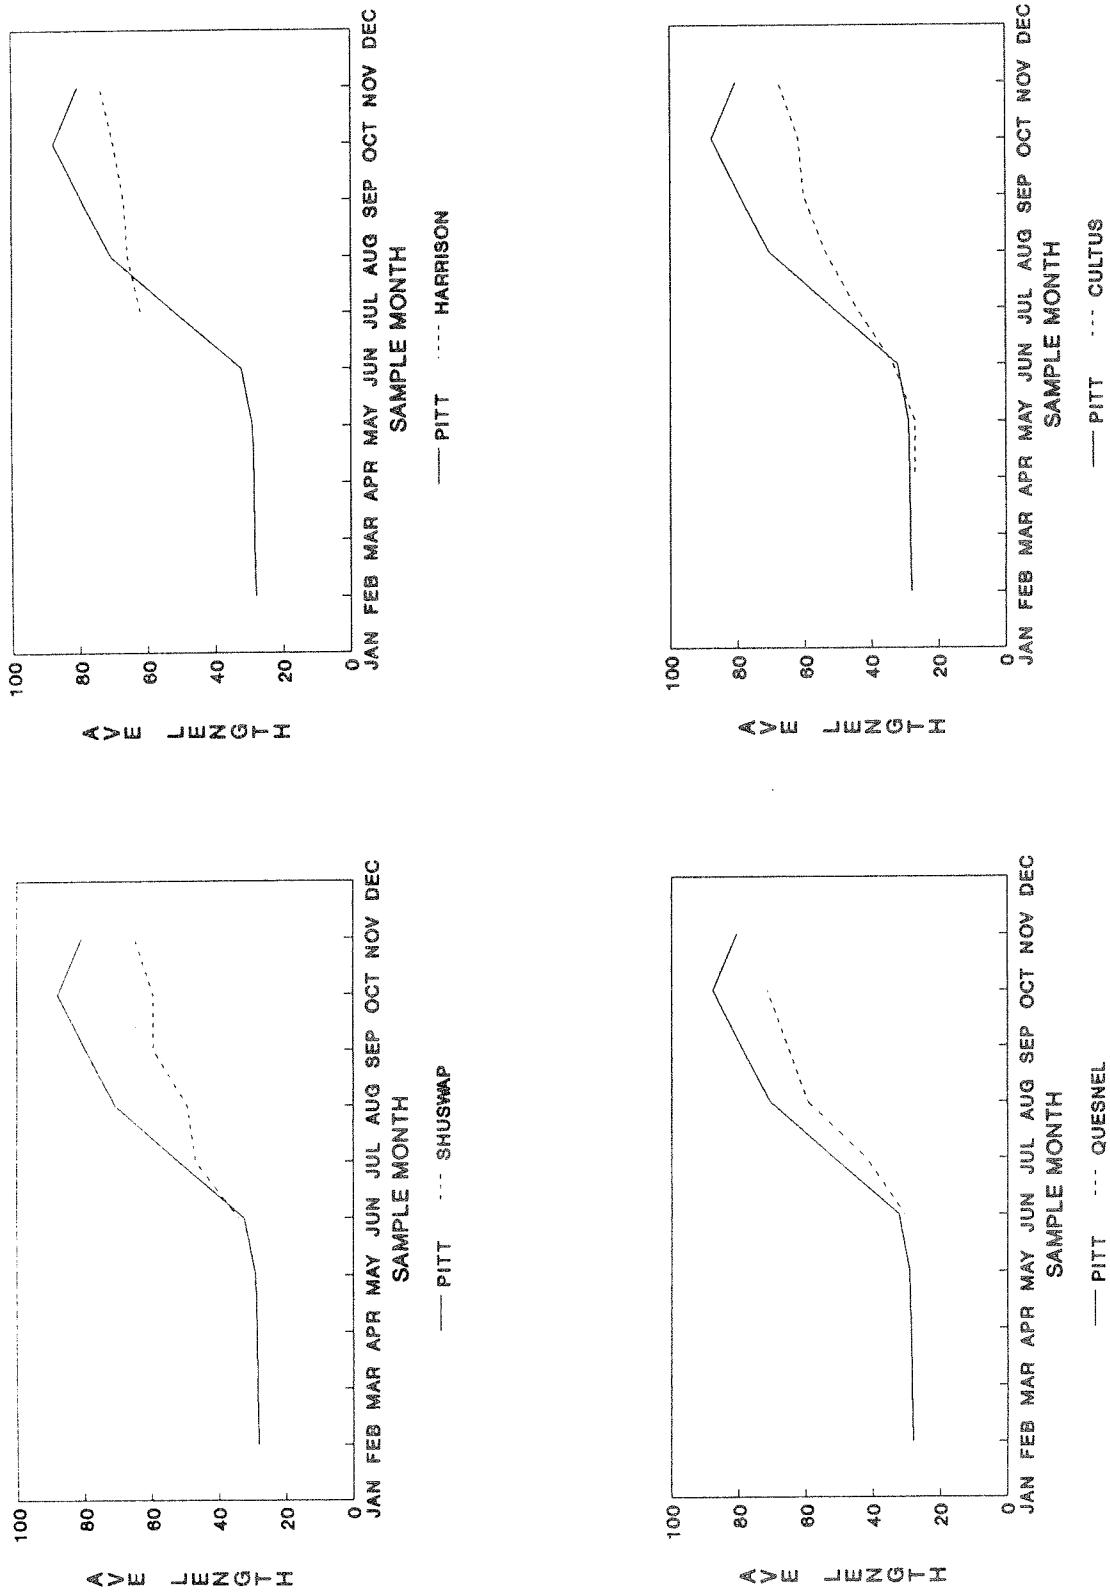 AVE LENGTH
100
80
60
40
20
0
JAN FEB MAR APR MAY JUN JUL AUG SEP OCT NOV DEC
SAMPLE MONTH
PITT SHUSWAP
AVE LENGTH
100
80
60
40
20
0
JAN FEB MAR APR MAY JUN JUL AUG SEP OCT NOV DEC
SAMPLE MONTH
PITT HARRISON
AVE LENGTH
100
80
60
40
20
0
JAN FEB MAR APR MAY JUN JUL AUG SEP OCT NOV DEC
SAMPLE MONTH
PITT QUESNEL
AVE LENGTH
100
80
60
40
20
0
JAN FEB MAR APR MAY JUN JUL AUG SEP OCT NOV DEC
SAMPLE MONTH
PITT CULTUS